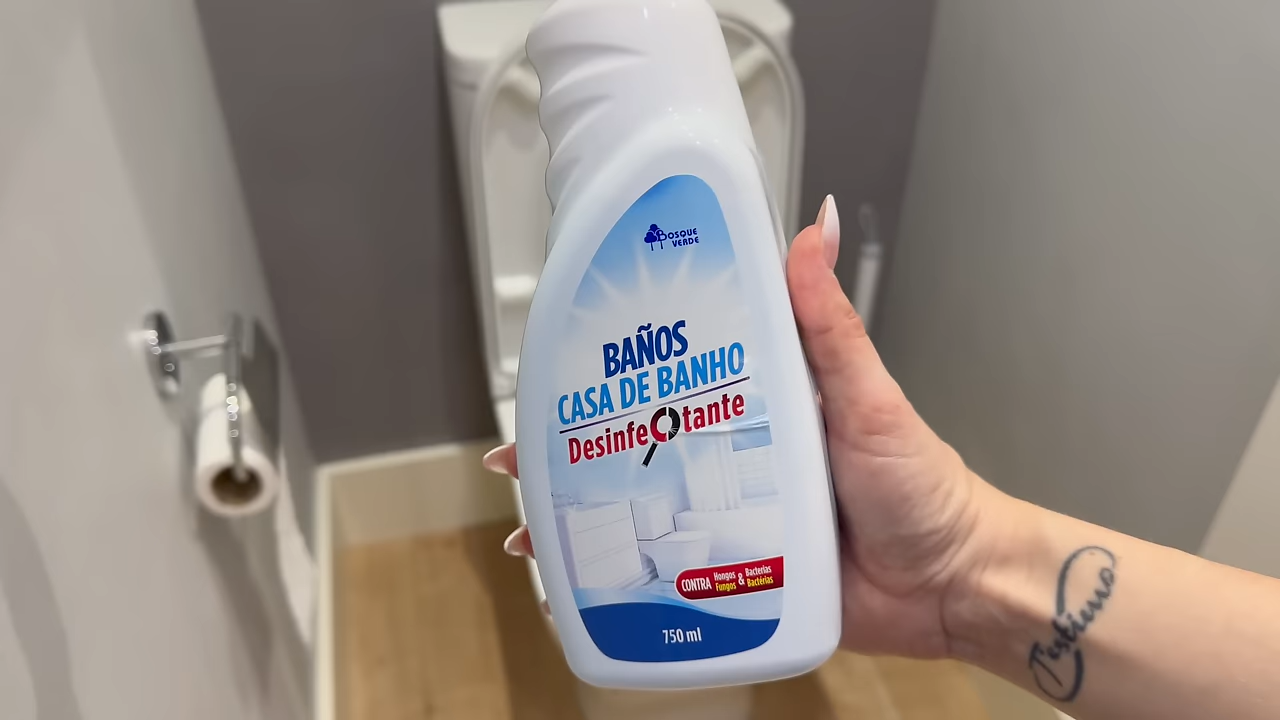 BOSQUE
VERDE
BAÑOS
CASA DE BANHO
Desinfectante
CONTRA Hongos Fungos & Bacterias Bactérias
750 ml